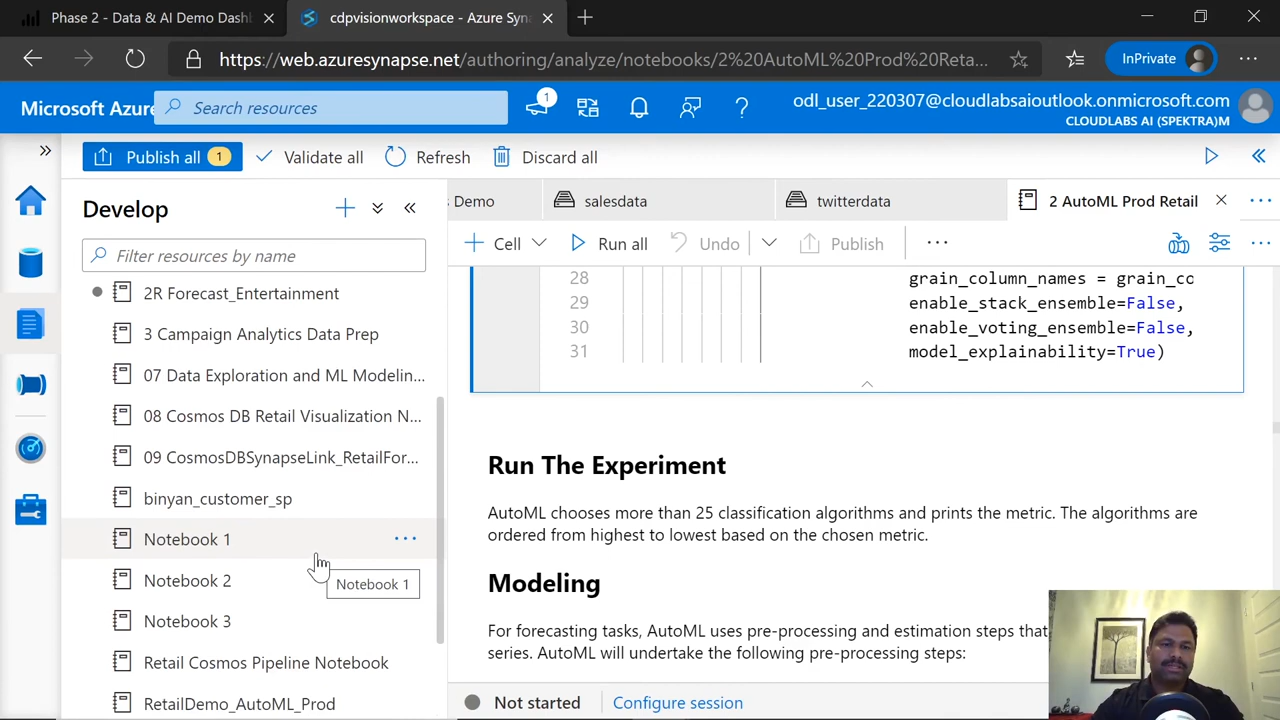 Phase 2 - Data & AI Demo Dashl
cdpvisionworkspace - Azure Syn
https://web.azuresynapse.net/authoring/analyze/notebooks/2%20AutoML%20Prod%20Reta...
InPrivate
Microsoft Azure
Search resources
1
odl_user_220307@cloudlabsaioutlook.onmicrosoft.com
CLOUDLABS AI (SPEKTRA)M
Publish all 1
Validate all
Refresh
Discard all
Develop
Filter resources by name
2R Forecast_Entertainment
3 Campaign Analytics Data Prep
07 Data Exploration and ML Modelin...
08 Cosmos DB Retail Visualization N...
09 CosmosDBSynapseLink_RetailFor...
binyan_customer_sp
Notebook 1
Notebook 1
Notebook 2
Notebook 3
Retail Cosmos Pipeline Notebook
RetailDemo_AutoML_Prod
s Demo
salesdata
twitterdata
2 AutoML Prod Retail
Cell
Run all
Undo
Publish
28 grain_column_names = grain_co
29 enable_stack_ensemble=False,
30 enable_voting_ensemble=False,
31 model_explainability=True)
Run The Experiment
AutoML chooses more than 25 classification algorithms and prints the metric. The algorithms are
ordered from highest to lowest based on the chosen metric.
Modeling
For forecasting tasks, AutoML uses pre-processing and estimation steps that
series. AutoML will undertake the following pre-processing steps:
Not started
Configure session